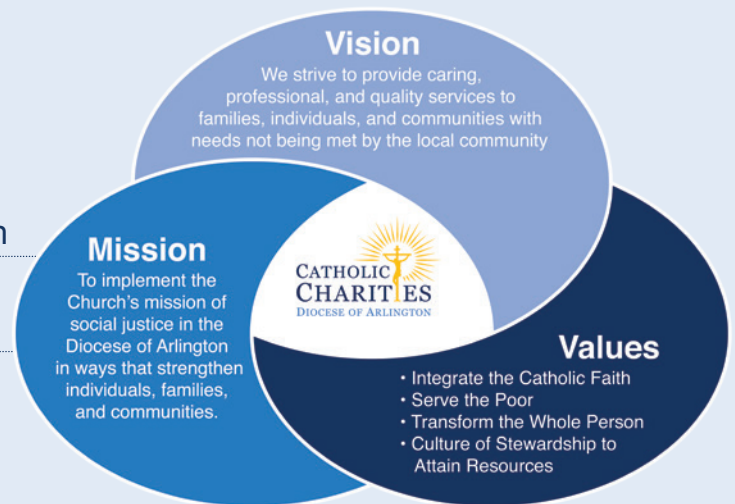 Vision
We strive to provide caring,
professional, and quality services to
families, individuals, and communities with
needs not being met by the local community
Mission
To implement the
Church's mission of
social justice in the
Diocese of Arlington
in ways that strengthen
individuals, families,
and communities.
CATHOLIC
CHARITIES
DIOCESE OF ARLINGTON
Values
• Integrate the Catholic Faith
• Serve the Poor
• Transform the Whole Person
• Culture of Stewardship to
Attain Resources